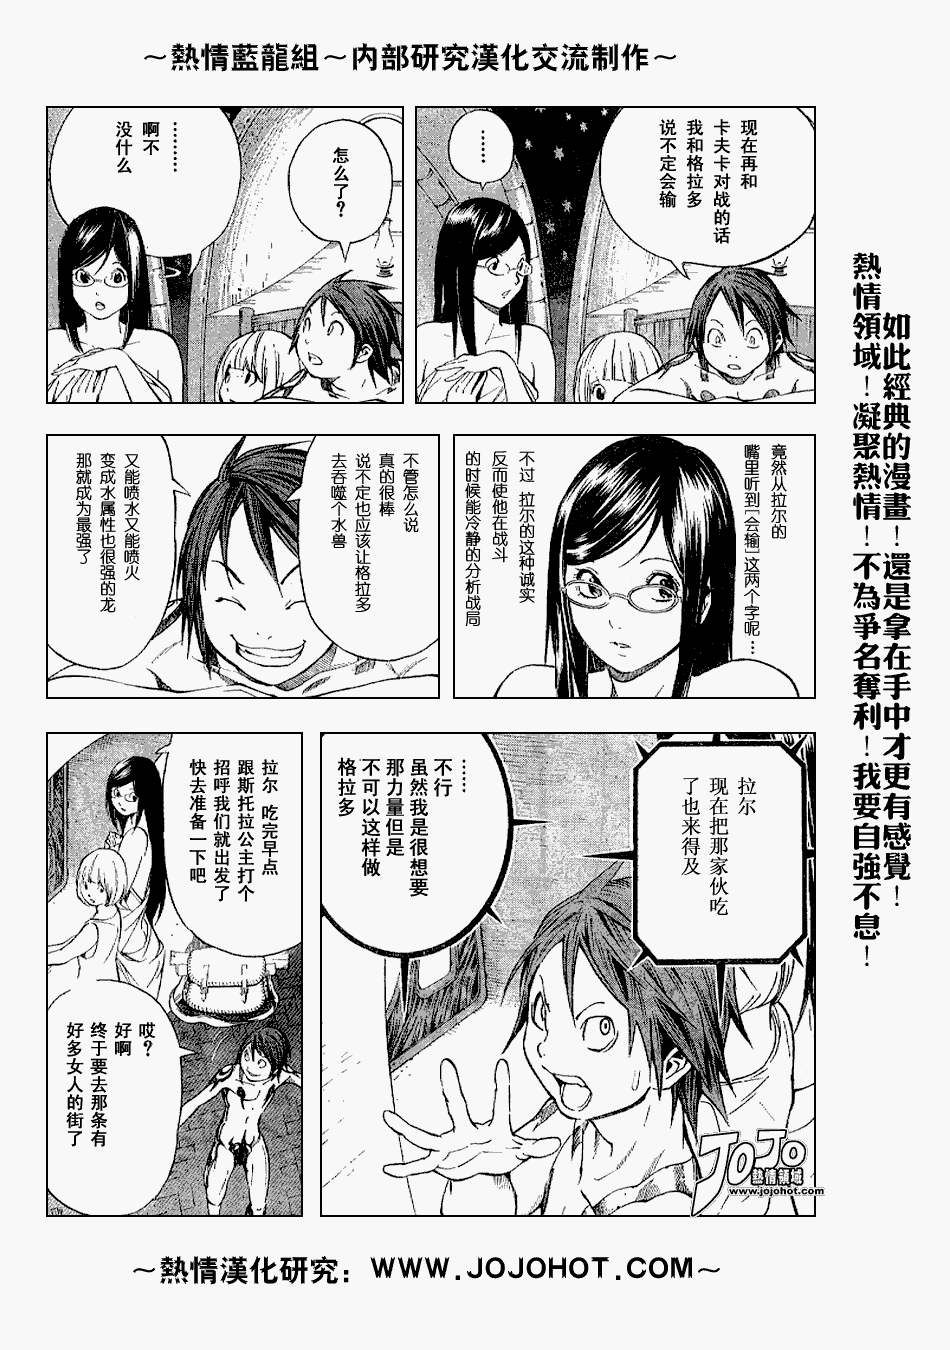 ～熱情藍龍組～内部研究漢化交流制作～
现在再和
卡夫卡对战的话
我和格拉多
说不定会输
……
怎么了？
………
啊不
没什么
竟然从拉尔的
嘴里听到[会输]这两个字呢…
不过 拉尔的这种诚实
反而使他在战斗
的时候能冷静的分析战局
不管怎么说
真的很棒
说不定也应该让格拉多
去吞噬个水兽
又能喷水又能喷火
变成水属性也很强的龙
那就成为最强了
拉尔
现在把那家伙吃
了也来得及
……
不行
虽然我是很想要
那力量但是
不可以这样做
格拉多
拉尔 吃完早点
跟斯托拉公主打个
招呼我们就出发了
快去准备一下吧
哎？
好啊
终于要去那条有
好多女人的街了
如此經典的漫畫！還是拿在手中才更有感覺！
熱情領域！凝聚熱情！不為爭名奪利！我要自強不息！
JOJO
熱情領域
www.jojohot.com
～熱情漢化研究：WWW.JOJOHOT.COM～